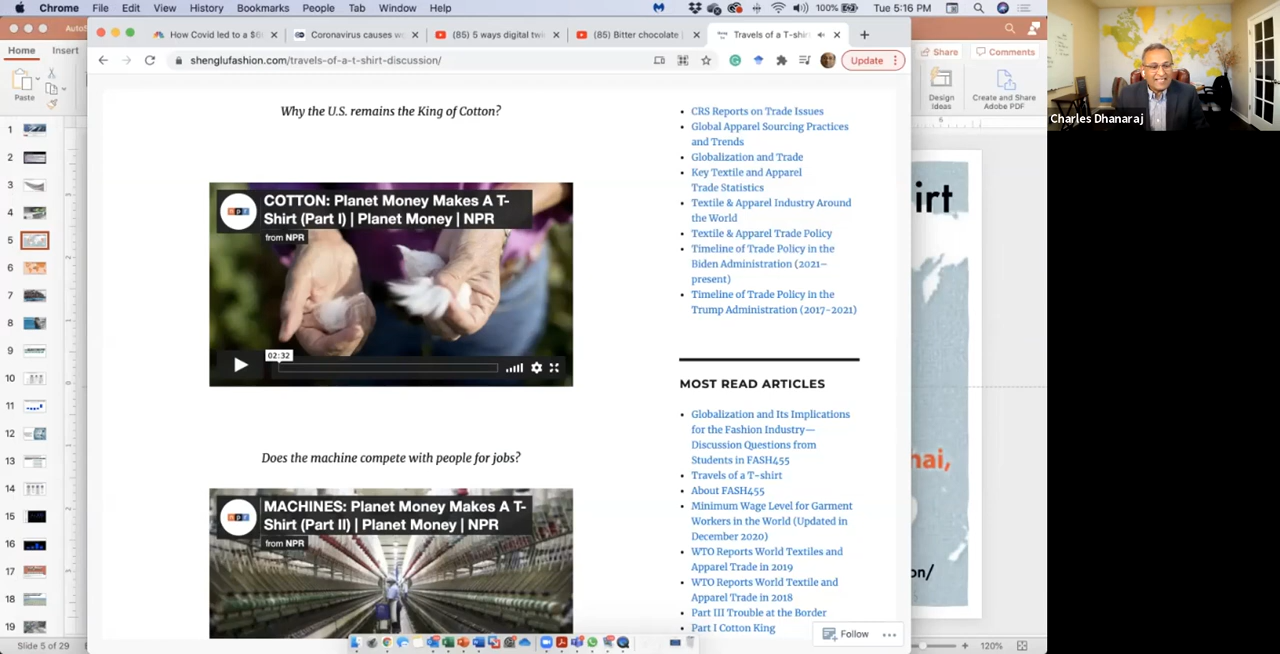 Chrome File Edit View History Bookmarks People Tab Window Help 100% Tue 5:16 PM
How Covid led to a $6
Coronavirus causes w
(85) 5 ways digital twi
(85) Bitter chocolate
Travels of a T-shir
shenglufashion.com/travels-of-a-t-shirt-discussion/
Update
Home Insert
Paste
Share Comments
Design
Ideas
Create and Share
Adobe PDF
1
2
3
4
5
6
7
8
9
10
11
12
13
14
15
16
17
18
19
Why the U.S. remains the King of Cotton?
npr
COTTON: Planet Money Makes A T-
Shirt (Part I) | Planet Money | NPR
from NPR
02:32
Does the machine compete with people for jobs?
npr
MACHINES: Planet Money Makes A T-
Shirt (Part II) | Planet Money | NPR
from NPR
CRS Reports on Trade Issues
Global Apparel Sourcing Practices
and Trends
Globalization and Trade
Key Textile and Apparel
Trade Statistics
Textile & Apparel Industry Around
the World
Textile & Apparel Trade Policy
Timeline of Trade Policy in the
Biden Administration (2021–
present)
Timeline of Trade Policy in the
Trump Administration (2017-2021)
MOST READ ARTICLES
Globalization and Its Implications
for the Fashion Industry—
Discussion Questions from
Students in FASH455
Travels of a T-shirt
About FASH455
Minimum Wage Level for Garment
Workers in the World (Updated in
December 2020)
WTO Reports World Textiles and
Apparel Trade in 2019
WTO Reports World Textile and
Apparel Trade in 2018
Part III Trouble at the Border
Part I Cotton King
Follow
irt
hai,
on/
Slide 5 of 29
120%
Charles Dhanaraj